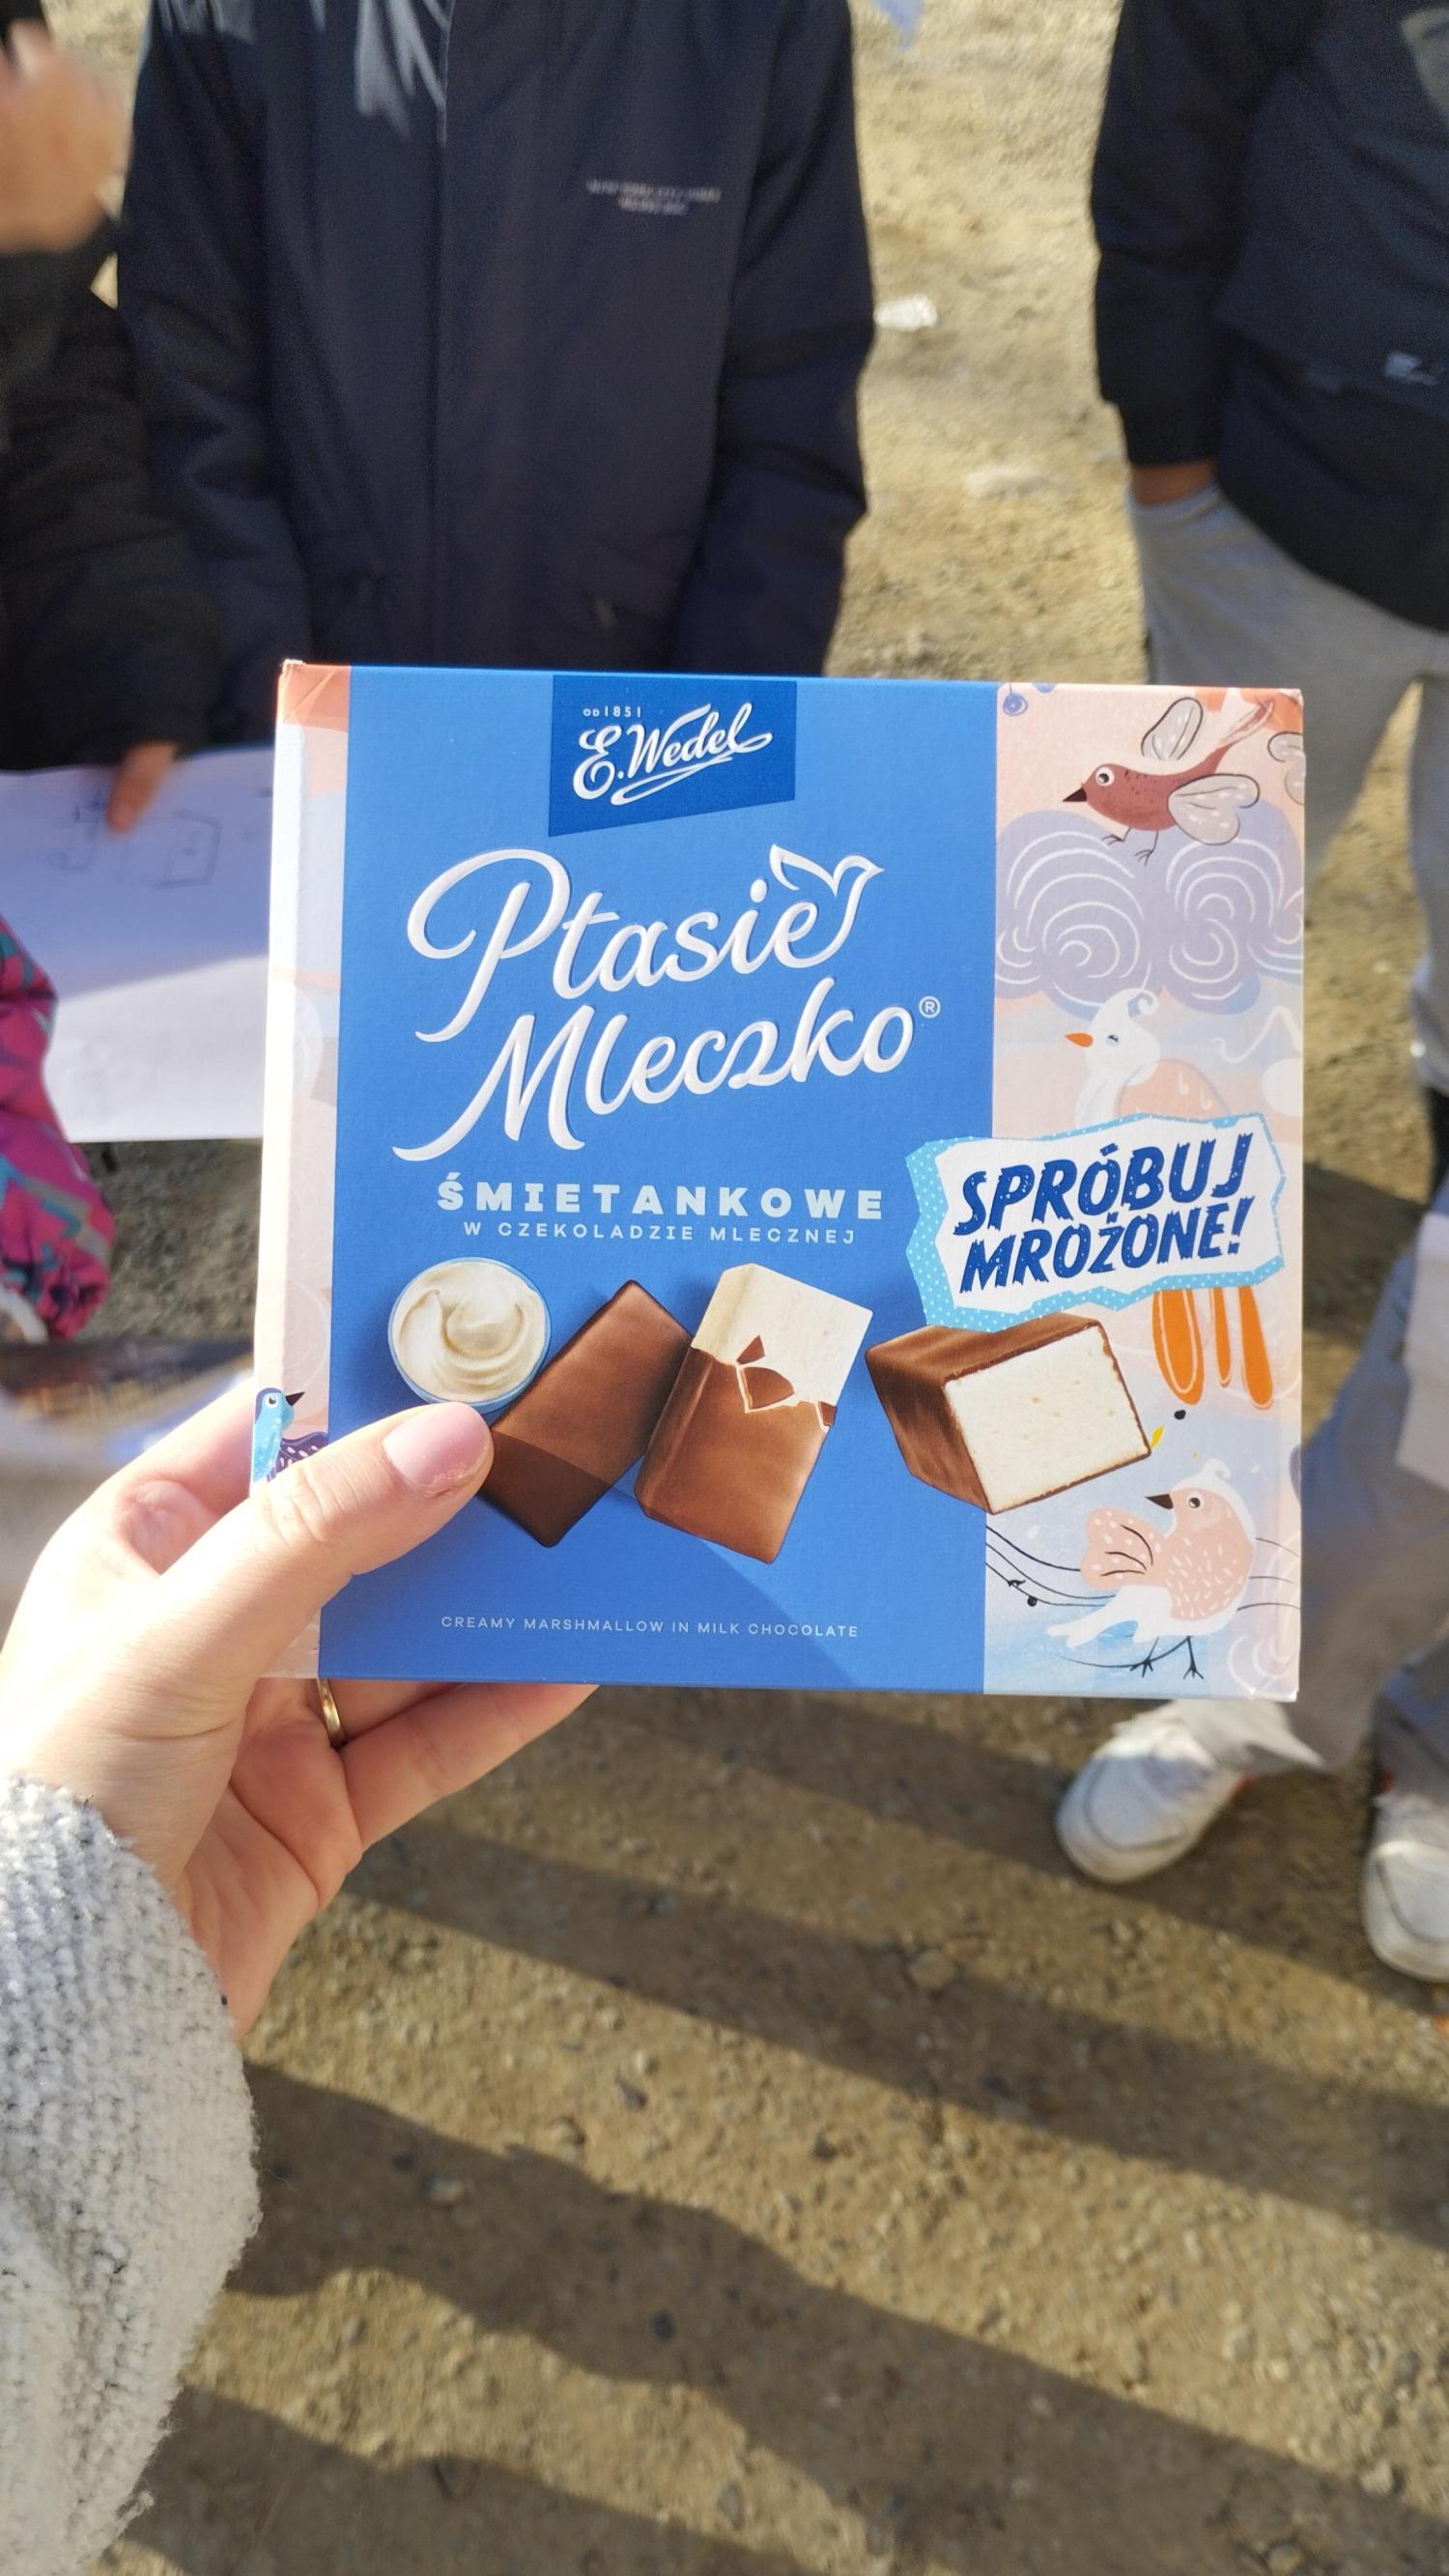 OD 1851
E.Wedel
Ptasie
Mleczko®
ŚMIETANKOWE
W CZEKOLADZIE MLECZNEJ
SPRÓBUJ
MROŻONE!
CREAMY MARSHMALLOW IN MILK CHOCOLATE